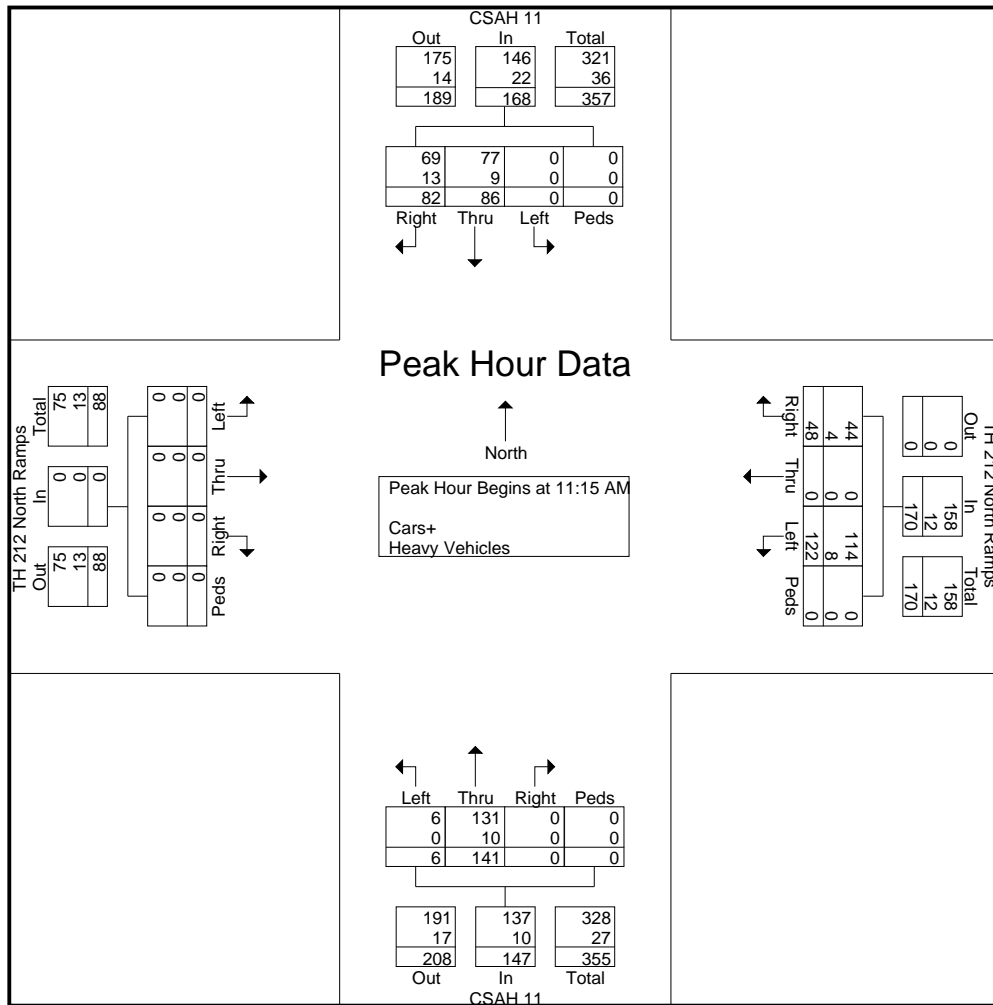 CSAH 11
Out In Total
175 146 321
14 22 36
189 168 357
69 77 0 0
13 9 0 0
82 86 0 0
Right Thru Left Peds
Peak Hour Data
North
Peak Hour Begins at 11:15 AM
Cars+
Heavy Vehicles
TH 212 North Ramps
Out In Total
75 0 75
13 0 13
88 0 88
0 0 0 0
0 0 0 0
0 0 0 0
Peds Right Thru Left
TH 212 North Ramps
Out In Total
0 158 158
0 12 12
0 170 170
44 0 114 0
4 0 8 0
48 0 122 0
Right Thru Left Peds
Left Thru Right Peds
6 131 0 0
0 10 0 0
6 141 0 0
191 137 328
17 10 27
208 147 355
Out In Total
CSAH 11